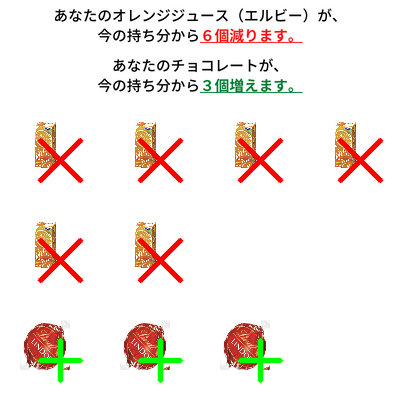 あなたのオレンジジュース（エルビー）が、
今の持ち分から６個減ります。
あなたのチョコレートが、
今の持ち分から３個増えます。